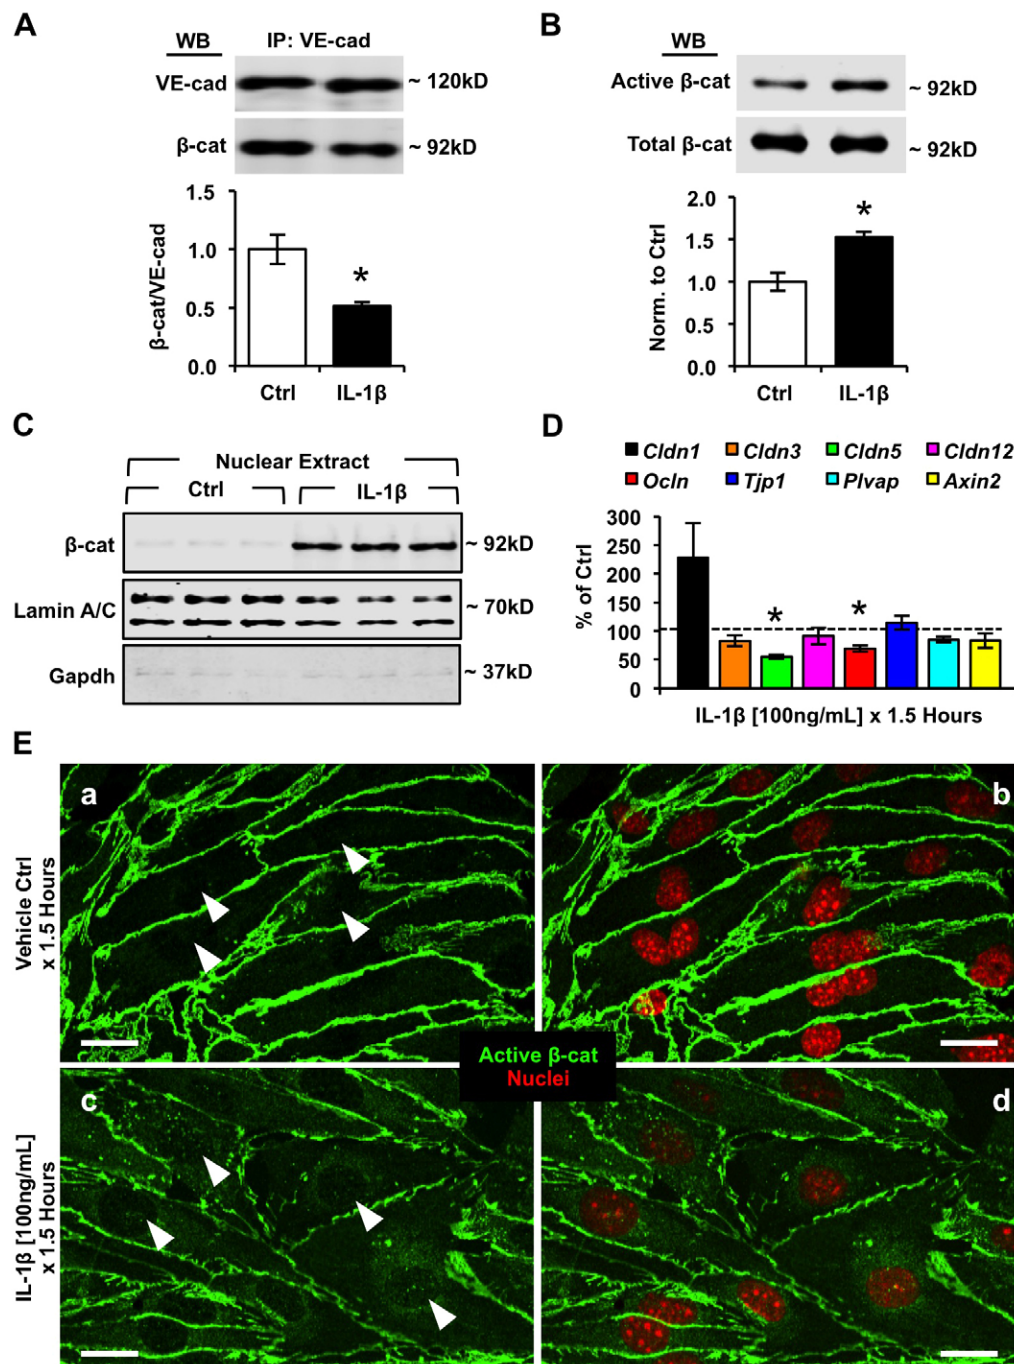 A
WB IP: VE-cad
VE-cad ~ 120kD
β-cat ~ 92kD
1.5
1.0
0.5
0.0
β-cat/VE-cad
*
Ctrl IL-1β
B
WB
Active β-cat ~ 92kD
Total β-cat ~ 92kD
2.0
1.5
1.0
0.5
0.0
Norm. to Ctrl
*
Ctrl IL-1β
C
Nuclear Extract
Ctrl IL-1β
β-cat ~ 92kD
Lamin A/C ~ 70kD
Gapdh ~ 37kD
D
Cldn1 Cldn3 Cldn5 Cldn12
Ocln Tjp1 Plvap Axin2
300
250
200
150
100
50
0
% of Ctrl
* *
IL-1β [100ng/mL] x 1.5 Hours
E
Vehicle Ctrl
x 1.5 Hours
a b
Active β-cat
Nuclei
IL-1β [100ng/mL]
x 1.5 Hours
c d